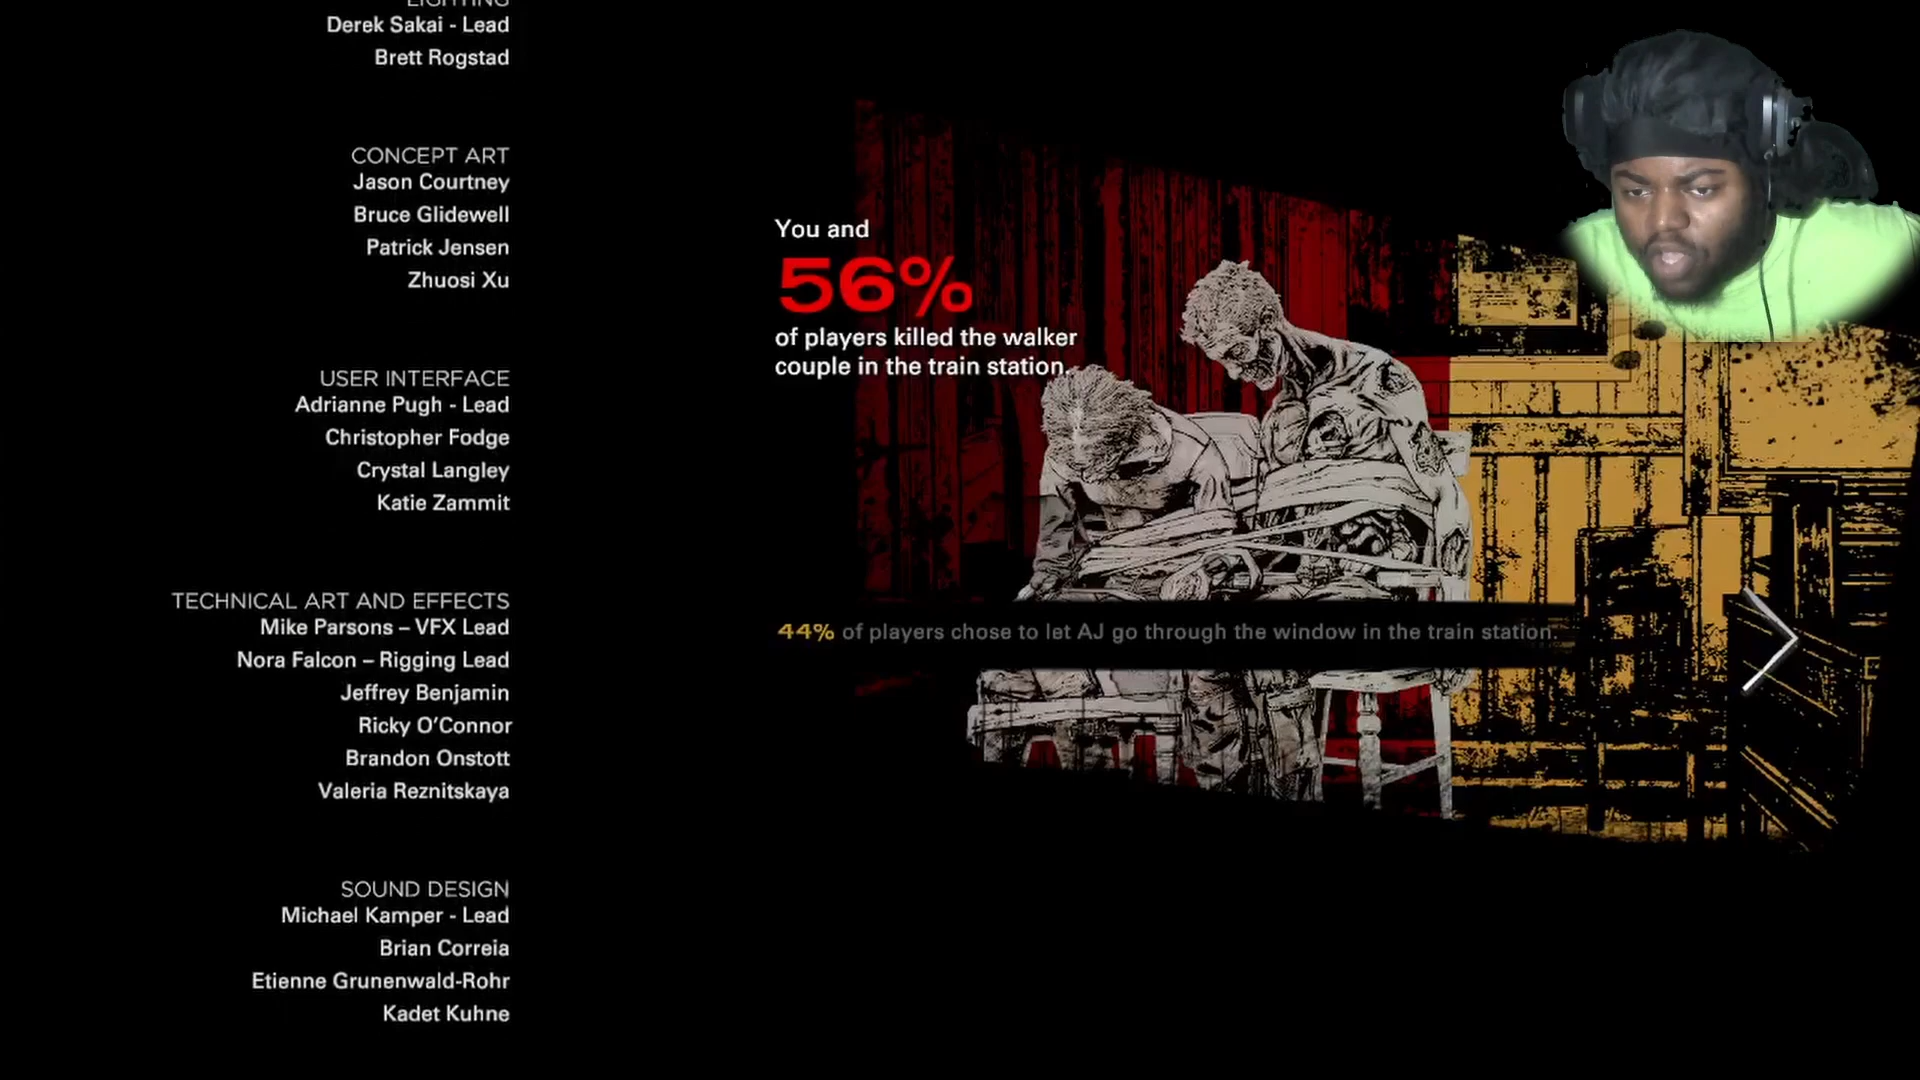 LIGHTING
Derek Sakai - Lead
Brett Rogstad
CONCEPT ART
Jason Courtney
Bruce Glidewell
Patrick Jensen
Zhuosi Xu
USER INTERFACE
Adrianne Pugh - Lead
Christopher Fodge
Crystal Langley
Katie Zammit
TECHNICAL ART AND EFFECTS
Mike Parsons – VFX Lead
Nora Falcon – Rigging Lead
Jeffrey Benjamin
Ricky O’Connor
Brandon Onstott
Valeria Reznitskaya
SOUND DESIGN
Michael Kamper - Lead
Brian Correia
Etienne Grunenwald-Rohr
Kadet Kuhne
You and
56%
of players killed the walker
couple in the train station.
44% of players chose to let AJ go through the window in the train station.